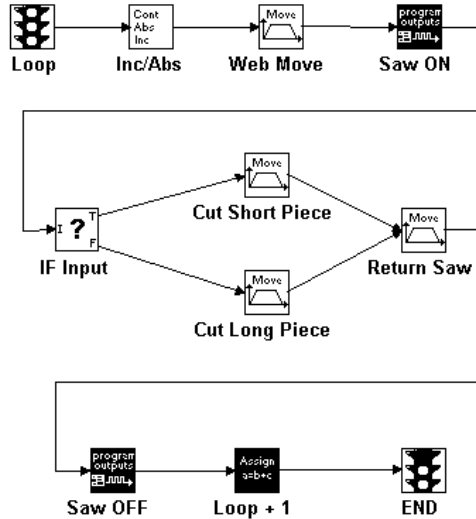 Cont
Abs
Inc
Move
program
outputs
Loop
Inc/Abs
Web Move
Saw ON
Move
I
?
T
F
Cut Short Piece
Move
IF Input
Return Saw
Move
Cut Long Piece
program
outputs
Assign
a=b+c
Saw OFF
Loop + 1
END